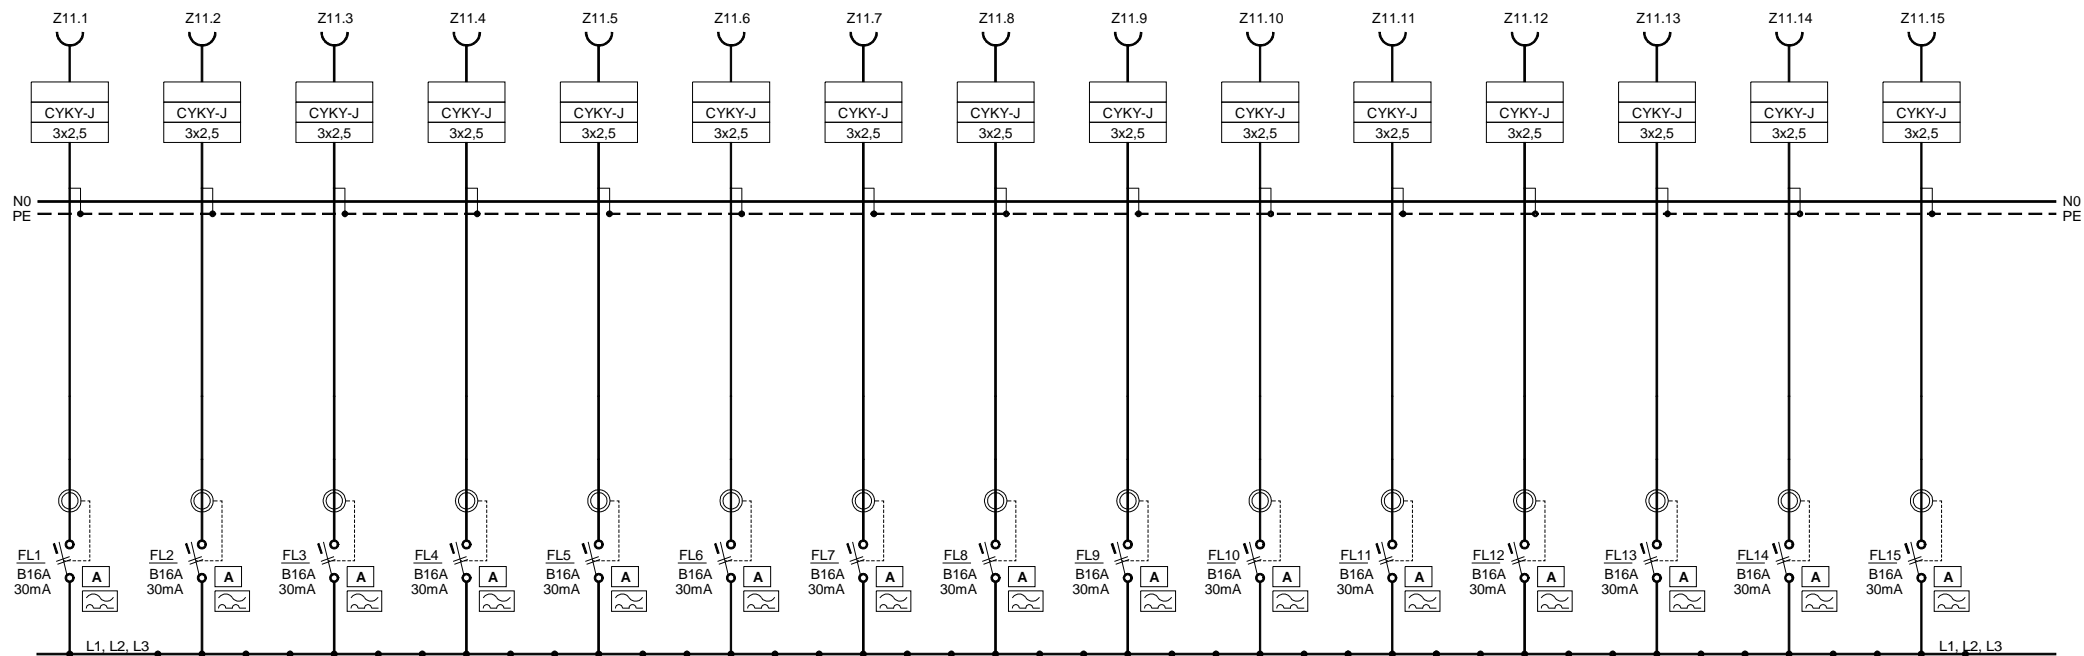 Z11.1 Z11.2 Z11.3 Z11.4 Z11.5 Z11.6 Z11.7 Z11.8 Z11.9 Z11.10 Z11.11 Z11.12 Z11.13 Z11.14 Z11.15
CYKY-J CYKY-J CYKY-J CYKY-J CYKY-J CYKY-J CYKY-J CYKY-J CYKY-J CYKY-J CYKY-J CYKY-J CYKY-J CYKY-J CYKY-J
3x2,5 3x2,5 3x2,5 3x2,5 3x2,5 3x2,5 3x2,5 3x2,5 3x2,5 3x2,5 3x2,5 3x2,5 3x2,5 3x2,5 3x2,5
N0 N0
PE PE
FL1 FL2 FL3 FL4 FL5 FL6 FL7 FL8 FL9 FL10 FL11 FL12 FL13 FL14 FL15
B16A A B16A A B16A A B16A A B16A A B16A A B16A A B16A A B16A A B16A A B16A A B16A A B16A A B16A A B16A A
30mA 30mA 30mA 30mA 30mA 30mA 30mA 30mA 30mA 30mA 30mA 30mA 30mA 30mA 30mA
L1, L2, L3 L1, L2, L3